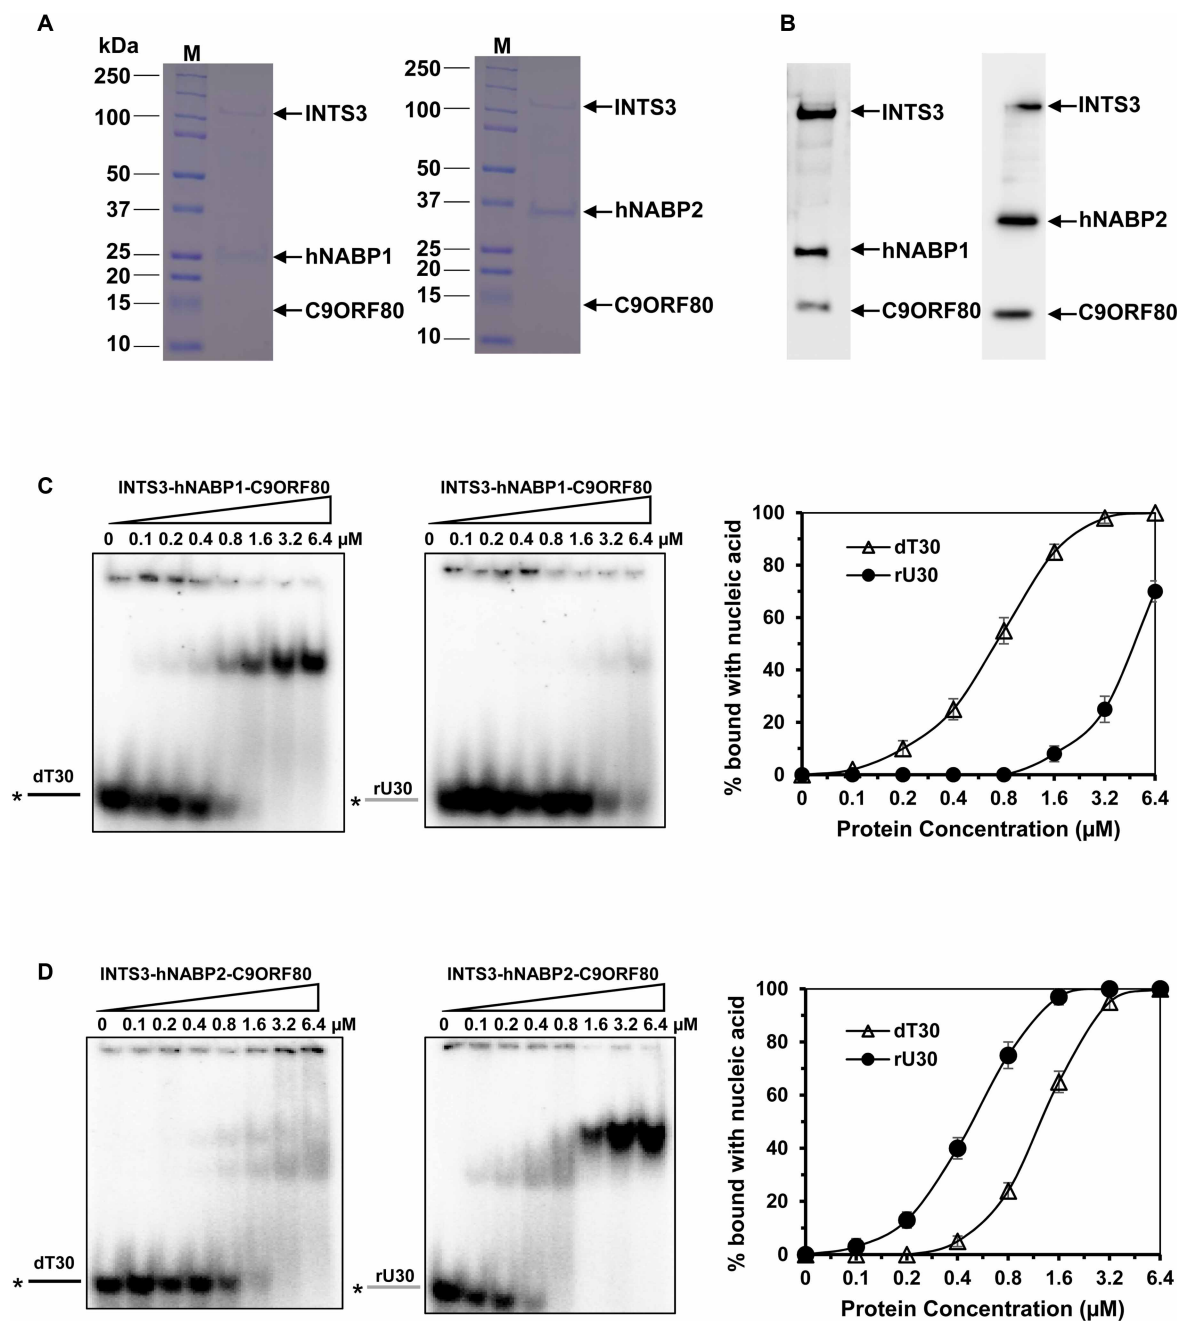 A
kDa
M
250
100
50
37
25
20
15
10
INTS3
hNABP1
C9ORF80
M
250
100
50
37
25
20
15
10
INTS3
hNABP2
C9ORF80
B
INTS3
hNABP1
C9ORF80
INTS3
hNABP2
C9ORF80
C
INTS3-hNABP1-C9ORF80
0 0.1 0.2 0.4 0.8 1.6 3.2 6.4 µM
dT30
*
INTS3-hNABP1-C9ORF80
0 0.1 0.2 0.4 0.8 1.6 3.2 6.4 µM
rU30
*
% bound with nucleic acid
100
80
60
40
20
0
dT30
rU30
0 0.1 0.2 0.4 0.8 1.6 3.2 6.4
Protein Concentration (µM)
D
INTS3-hNABP2-C9ORF80
0 0.1 0.2 0.4 0.8 1.6 3.2 6.4 µM
dT30
*
INTS3-hNABP2-C9ORF80
0 0.1 0.2 0.4 0.8 1.6 3.2 6.4 µM
rU30
*
% bound with nucleic acid
100
80
60
40
20
0
dT30
rU30
0 0.1 0.2 0.4 0.8 1.6 3.2 6.4
Protein Concentration (µM)